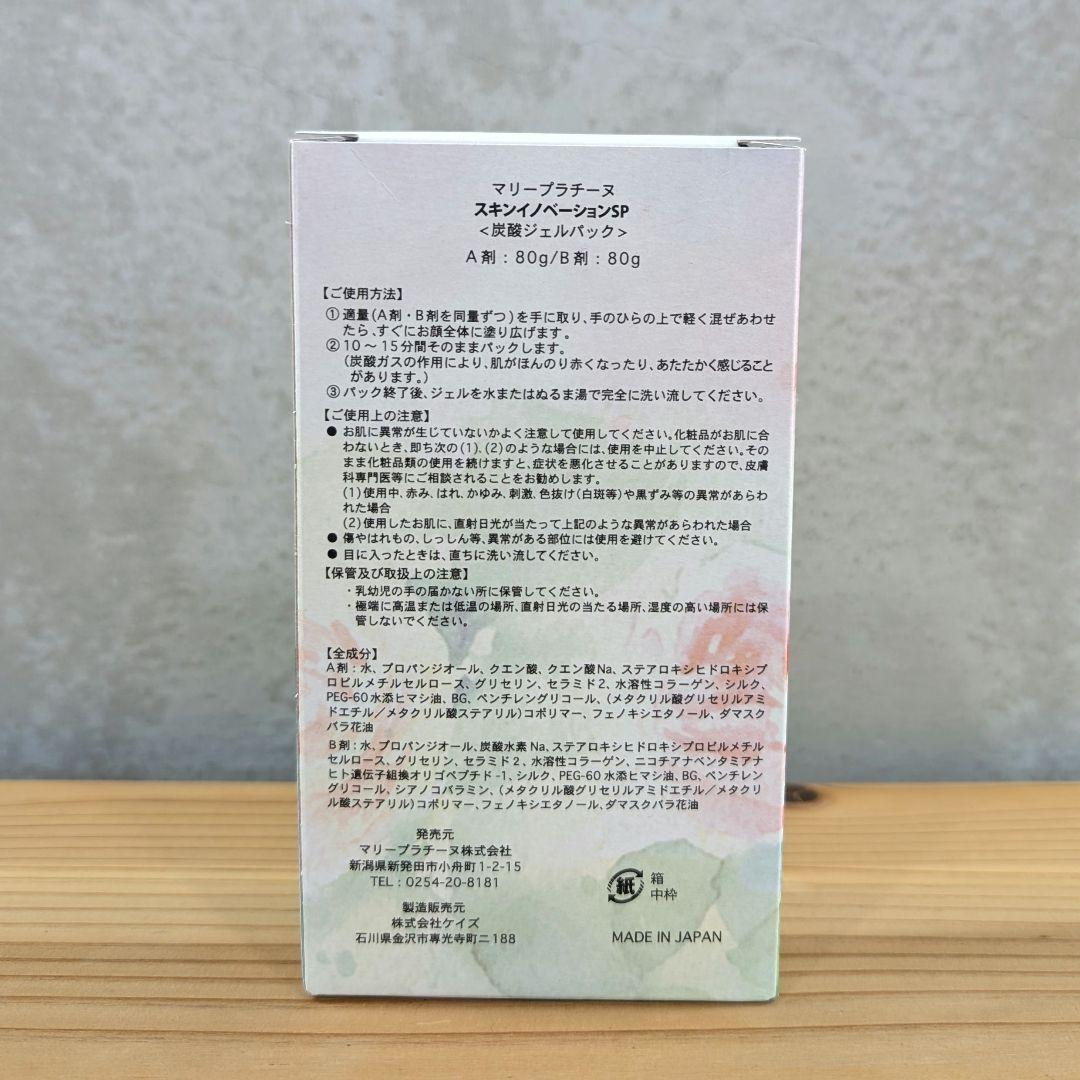 マリープラチーヌ
スキンイノベーションSP
<炭酸ジェルパック>
A剤：80g/B剤：80g
【ご使用方法】
①適量(A剤・B剤を同量ずつ)を手に取り、手のひらの上で軽く混ぜあわせ
たら、すぐにお顔全体に塗り広げます。
②10～15分間そのままパックします。
(炭酸ガスの作用により、肌がほんのり赤くなったり、あたたかく感じること
があります。)
③パック終了後、ジェルを水またはぬるま湯で完全に洗い流してください。
【ご使用上の注意】
●お肌に異常が生じていないかよく注意して使用してください。化粧品がお肌に合
わないとき、即ち次の(1)、(2)のような場合には、使用を中止してください。その
まま化粧品類の使用を続けますと、症状を悪化させることがありますので、皮膚
科専門医等にご相談されることをお勧めします。
(1)使用中、赤み、はれ、かゆみ、刺激、色抜け(白斑等)や黒ずみ等の異常があらわ
れた場合
(2)使用したお肌に、直射日光が当たって上記のような異常があらわれた場合
●傷やはれもの、しっしん等、異常がある部位には使用を避けてください。
●目に入ったときは、直ちに洗い流してください。
【保管及び取扱上の注意】
・乳幼児の手の届かない所に保管してください。
・極端に高温または低温の場所、直射日光の当たる場所、湿度の高い場所には保
管しないでください。
【全成分】
A剤：水、プロパンジオール、クエン酸、クエン酸Na、ステアロキシヒドロキシプ
ロピルメチルセルロース、グリセリン、セラミド2、水溶性コラーゲン、シルク、
PEG-60水添ヒマシ油、BG、ペンチレングリコール、(メタクリル酸グリセリルアミ
ドエチル/メタクリル酸ステアリル)コポリマー、フェノキシエタノール、ダマスク
バラ花油
B剤：水、プロパンジオール、炭酸水素Na、ステアロキシヒドロキシプロピルメチル
セルロース、グリセリン、セラミド2、水溶性コラーゲン、ニコチアナベンタミアナ
ヒト遺伝子組換オリゴペプチド-1、シルク、PEG-60水添ヒマシ油、BG、ペンチレン
グリコール、シアノコバラミン、(メタクリル酸グリセリルアミドエチル/メタクリ
ル酸ステアリル)コポリマー、フェノキシエタノール、ダマスクバラ花油
発売元
マリープラチーヌ株式会社
新潟県新発田市小舟町1-2-15
TEL：0254-20-8181
製造販売元
株式会社ケイズ
石川県金沢市専光寺町ニ188
紙
箱
中枠
MADE IN JAPAN